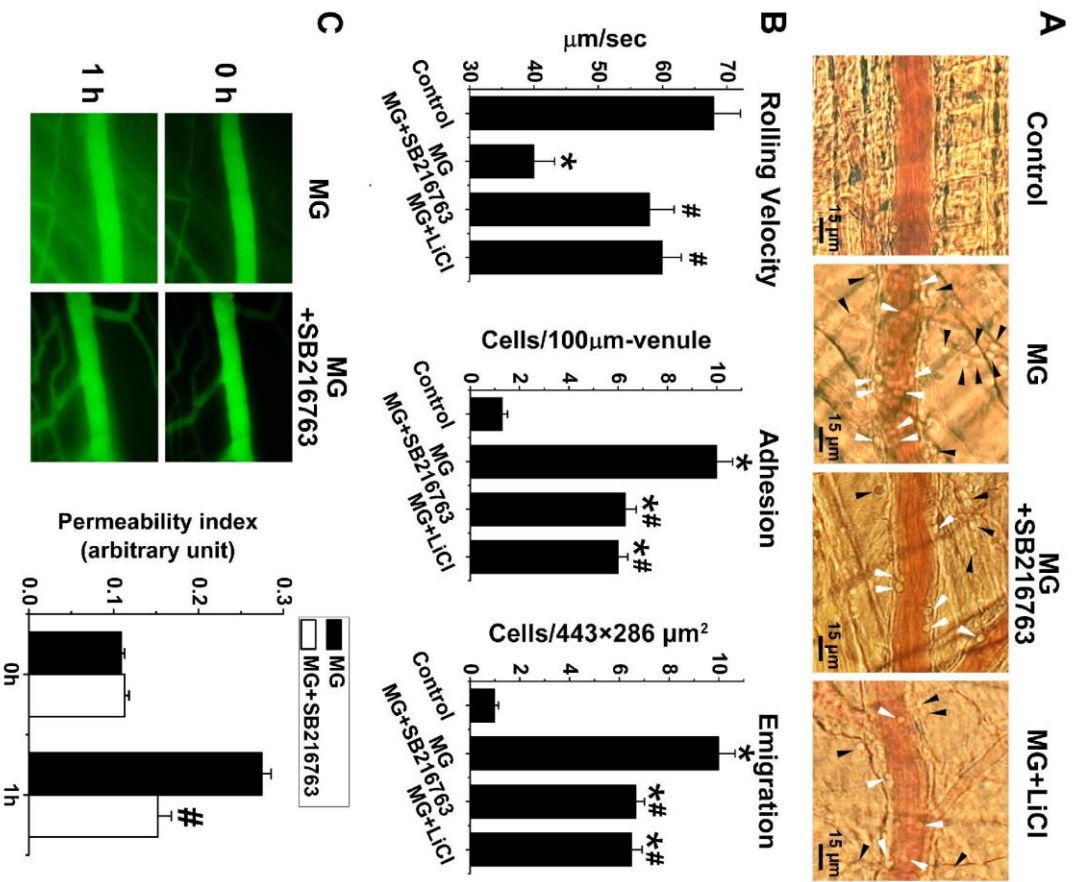 A
Control
MG
MG
+SB216763
MG+LiCl
15 µm
15 µm
15 µm
15 µm
B
Rolling Velocity
µm/sec
30
40
50
60
70
Control
MG
MG+SB216763
MG+LiCl
*
#
#
Adhesion
Cells/100µm-venule
0
2
4
6
8
10
Control
MG
MG+SB216763
MG+LiCl
*
*#
*#
Emigration
Cells/443×286 µm²
0
2
4
6
8
10
Control
MG
MG+SB216763
MG+LiCl
*
*#
*#
C
MG
MG
+SB216763
0 h
1 h
Permeability index
(arbitrary unit)
0.0
0.1
0.2
0.3
MG
MG+SB216763
#
0h
1h